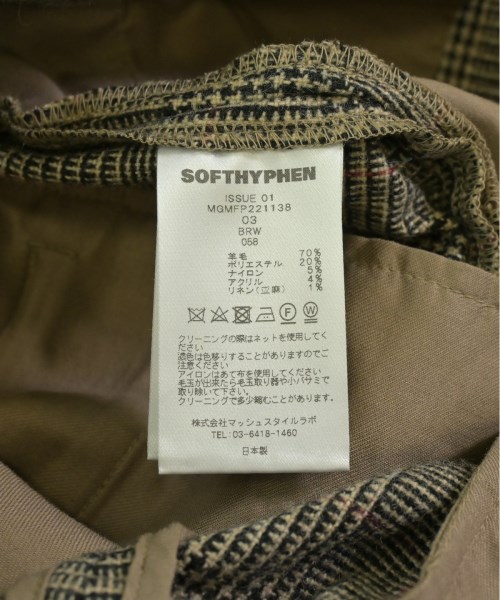 SOFTHYPHEN
ISSUE 01
MGMFP221138
03
BRW
058
羊毛 70%
ポリエステル 20%
ナイロン 5%
アクリル 4%
リネン(亜麻) 1%
F W
クリーニングの際はネットを使用してくだ
ださい
濃色は色移りすることがありますのでご
注意ください
アイロンはあて布を使用してください
毛玉が出来たら毛玉取り器や小バサミで
取り除いて下さい。
クリーニングで多少縮むことがあります。
株式会社マッシュスタイルラボ
TEL: 03-6418-1460
日本製